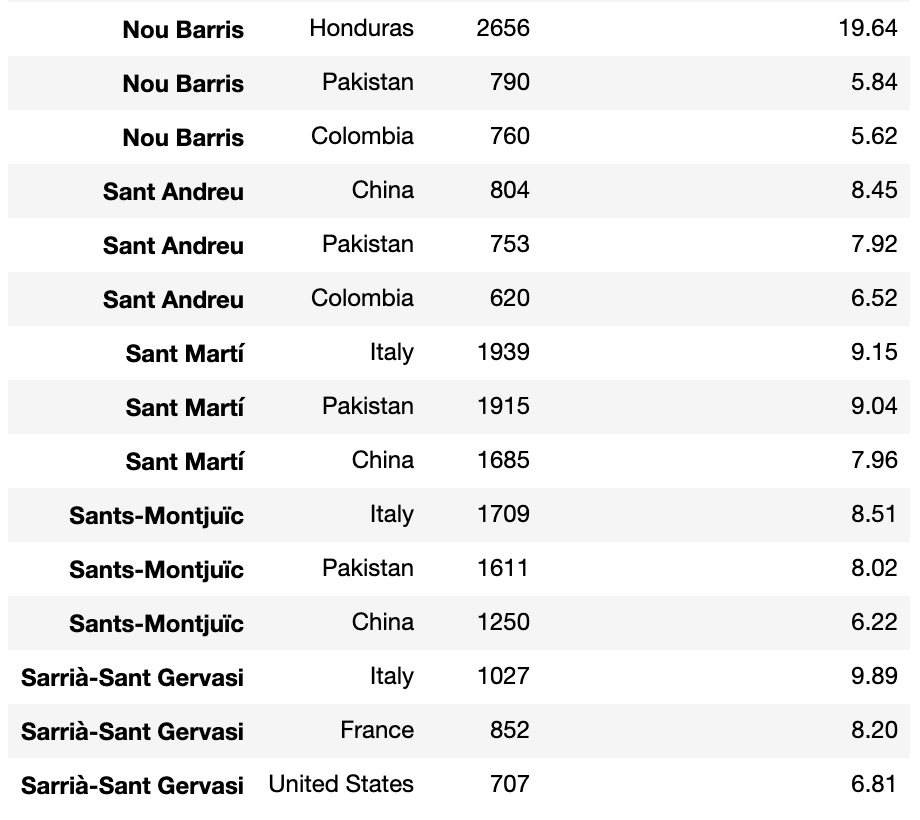 Nou Barris Honduras 2656 19.64
Nou Barris Pakistan 790 5.84
Nou Barris Colombia 760 5.62
Sant Andreu China 804 8.45
Sant Andreu Pakistan 753 7.92
Sant Andreu Colombia 620 6.52
Sant Martí Italy 1939 9.15
Sant Martí Pakistan 1915 9.04
Sant Martí China 1685 7.96
Sants-Montjuïc Italy 1709 8.51
Sants-Montjuïc Pakistan 1611 8.02
Sants-Montjuïc China 1250 6.22
Sarrià-Sant Gervasi Italy 1027 9.89
Sarrià-Sant Gervasi France 852 8.20
Sarrià-Sant Gervasi United States 707 6.81